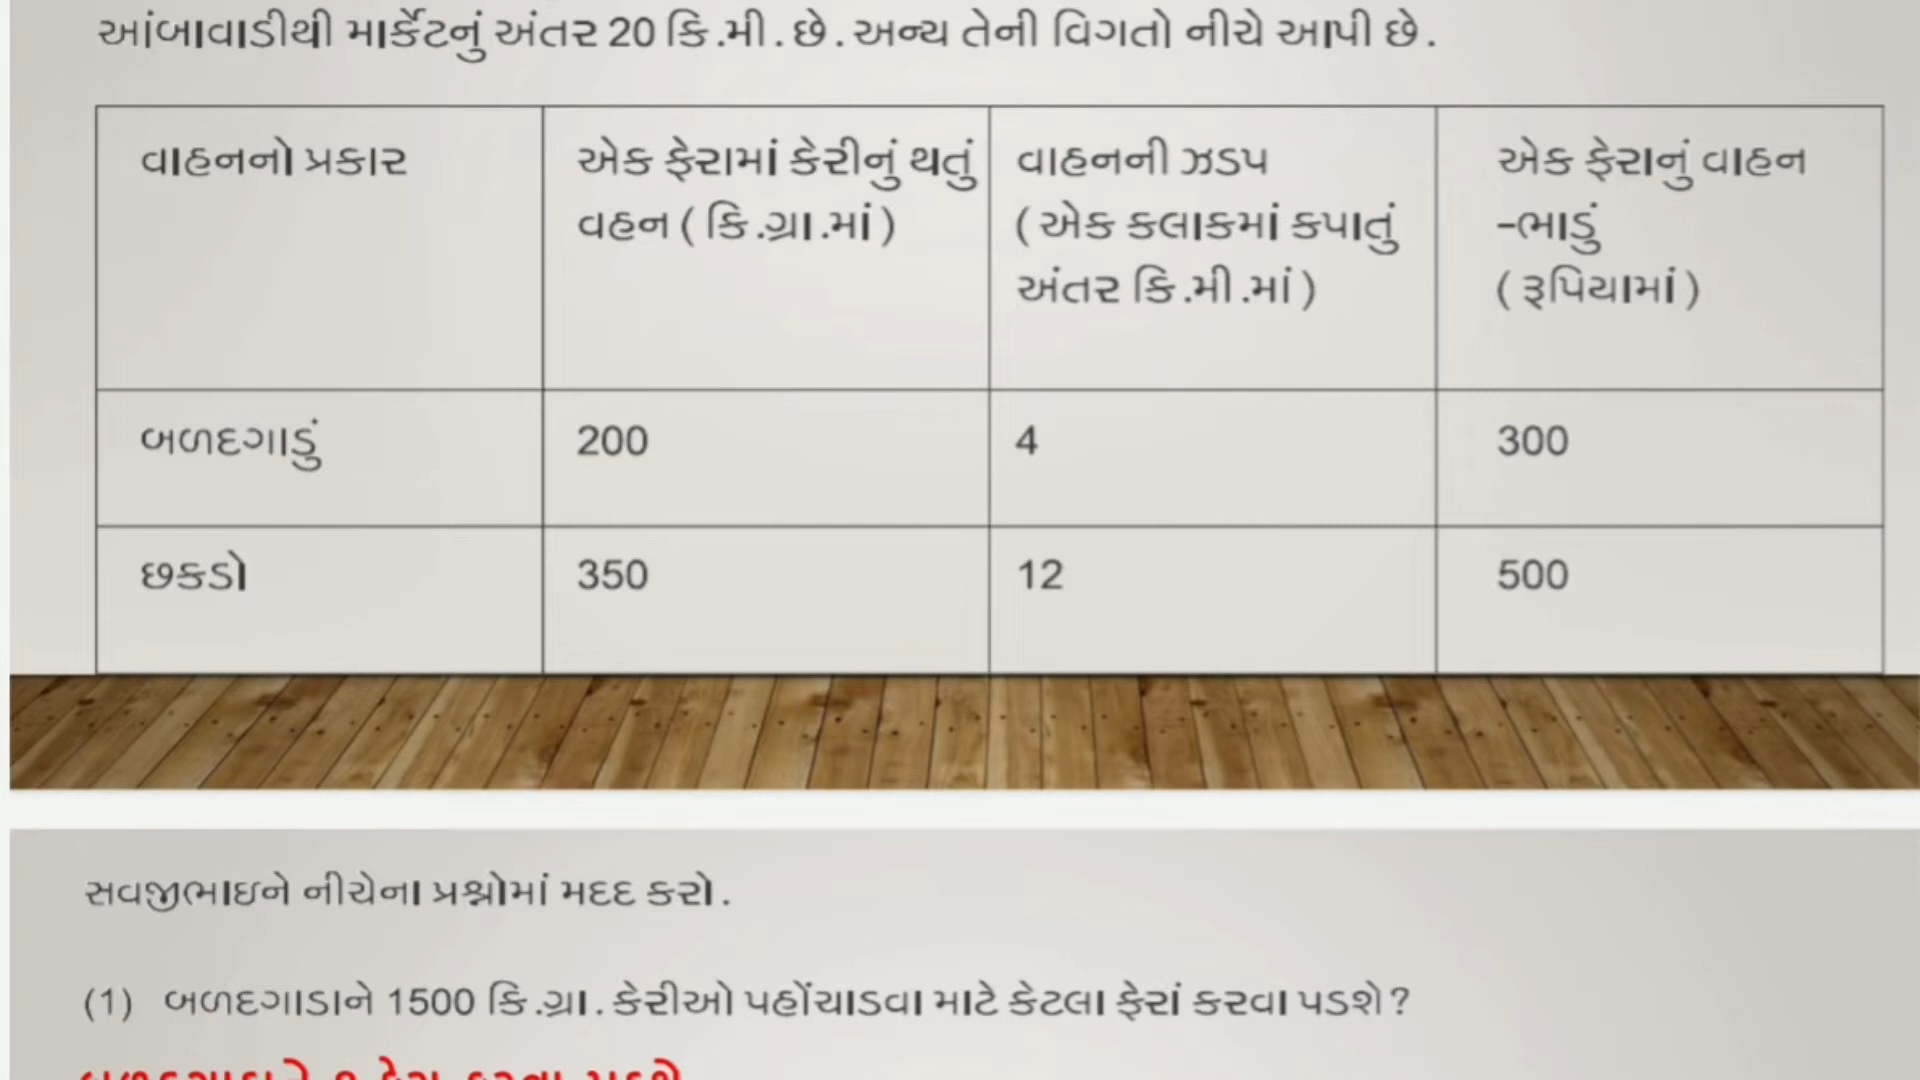 આંબાવાડીથી માર્કેટનું અંતર 20 કિ.મી. છે. અન્ય તેની વિગતો નીચે આપી છે.
વાહનનો પ્રકાર
એક ફેરામાં કેરીનું થતું
વહન ( કિ.ગ્રા.માં )
વાહનની ઝડપ
( એક કલાકમાં કપાતું
અંતર કિ.મી.માં )
એક ફેરાનું વાહન
-ભાડું
( રૂપિયામાં )
બળદગાડું 200 4 300
છકડો 350 12 500
સવજીભાઇને નીચેના પ્રશ્નોમાં મદદ કરો.
(1) બળદગાડાને 1500 કિ.ગ્રા. કેરીઓ પહોંચાડવા માટે કેટલા ફેરાં કરવા પડશે?